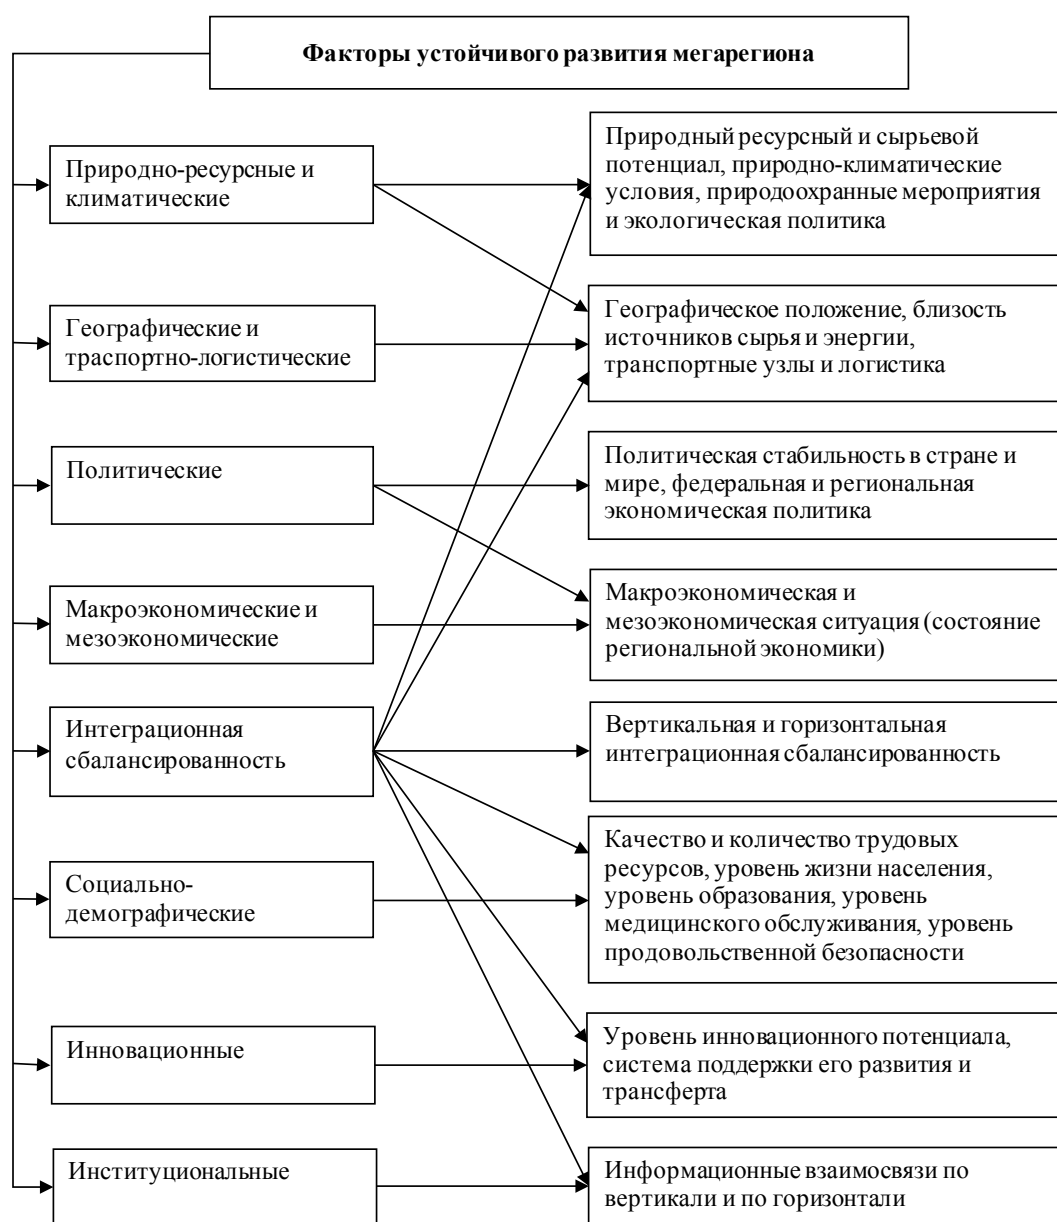 Факторы устойчивого развития мегарегиона
Природно-ресурсные и
климатические
Природный ресурсный и сырьевой
потенциал, природно-климатические
условия, природоохранные мероприятия
и экологическая политика
Географические и
траспортно-логистические
Географическое положение, близость
источников сырья и энергии,
транспортные узлы и логистика
Политические
Политическая стабильность в стране и
мире, федеральная и региональная
экономическая политика
Макроэкономические и
мезоэкономические
Макроэкономическая и
мезоэкономическая ситуация (состояние
региональной экономики)
Интеграционная
сбалансированность
Вертикальная и горизонтальная
интеграционная сбалансированность
Социально-
демографические
Качество и количество трудовых
ресурсов, уровень жизни населения,
уровень образования, уровень
медицинского обслуживания, уровень
продовольственной безопасности
Инновационные
Уровень инновационного потенциала,
система поддержки его развития и
трансферта
Институциональные
Информационные взаимосвязи по
вертикали и по горизонтали